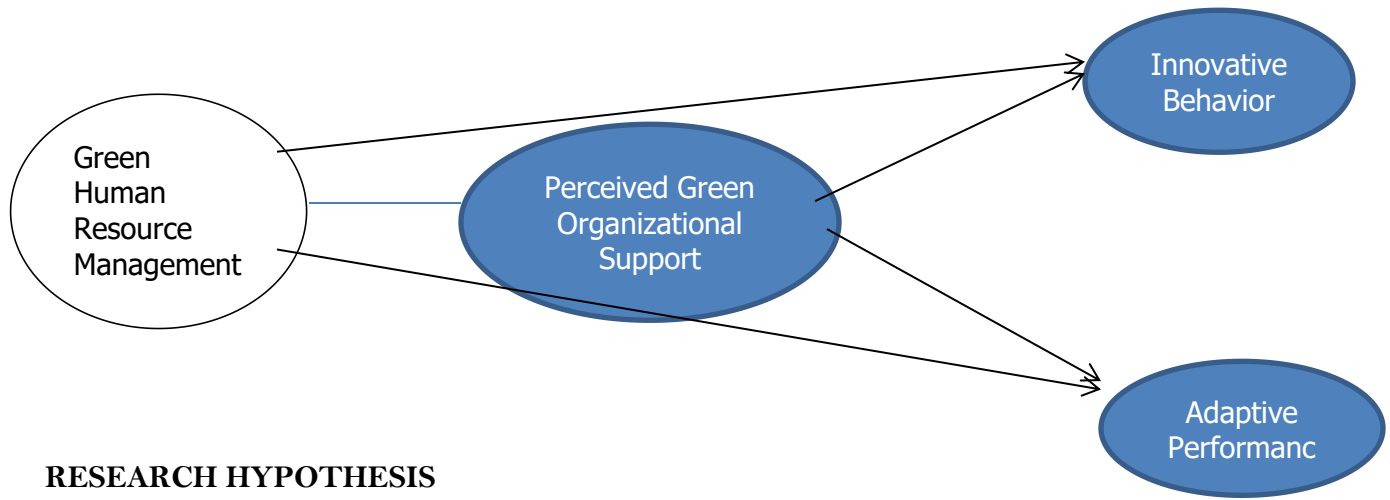 Innovative
Behavior
Green
Human
Resource
Management
Perceived Green
Organizational
Support
Adaptive
Performanc
RESEARCH HYPOTHESIS